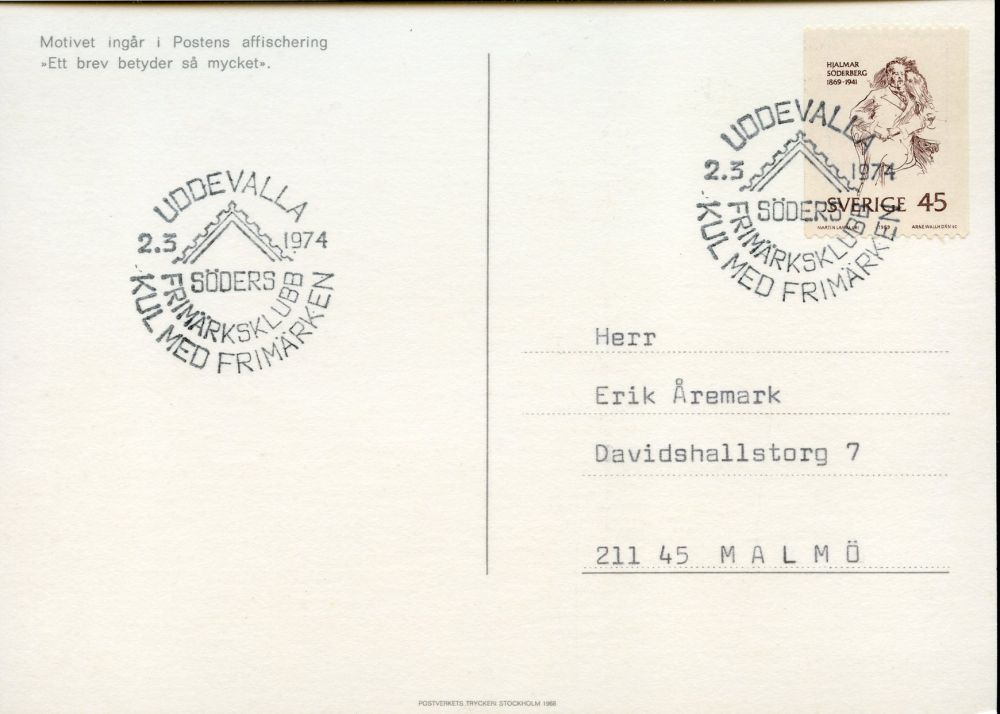 Motivet ingår i Postens affischering
»Ett brev betyder så mycket».
UDDEVALLA
2.3 1974
SÖDERS
FRIMÄRKSKLUBB
KUL MED FRIMÄRKEN
HJALMAR
SÖDERBERG
1869-1941
SVERIGE 45
UDDEVALLA
2.3 1974
SÖDERS
FRIMÄRKSKLUBB
KUL MED FRIMÄRKEN
Herr
Erik Åremark
Davidshallstorg 7
211 45 MALMÖ
POSTVERKETS TRYCKERI STOCKHOLM 1968